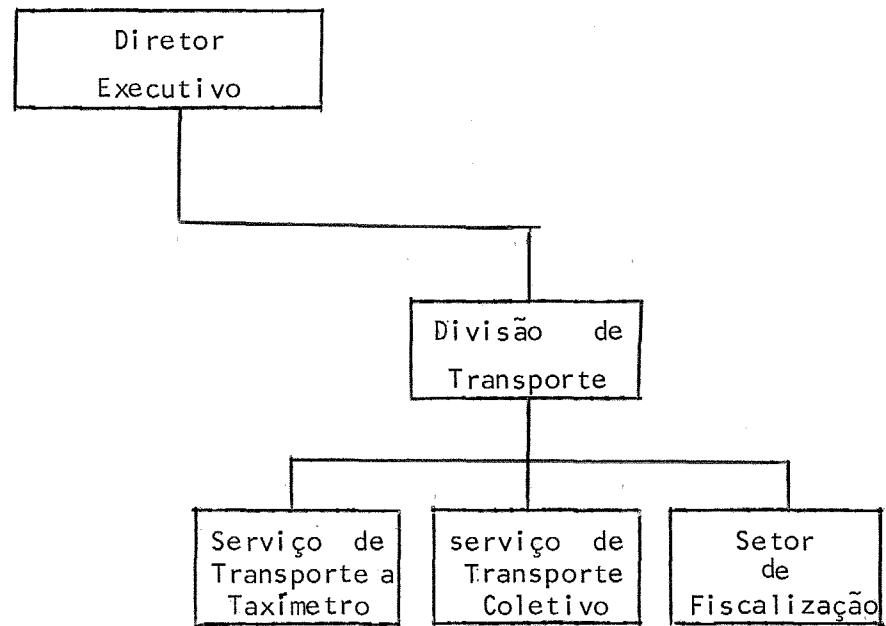 Diretor
Executivo
Divisão de
Transporte
Serviço de
Transporte a
Taxímetro
serviço de
Transporte
Coletivo
Setor
de
Fiscalização